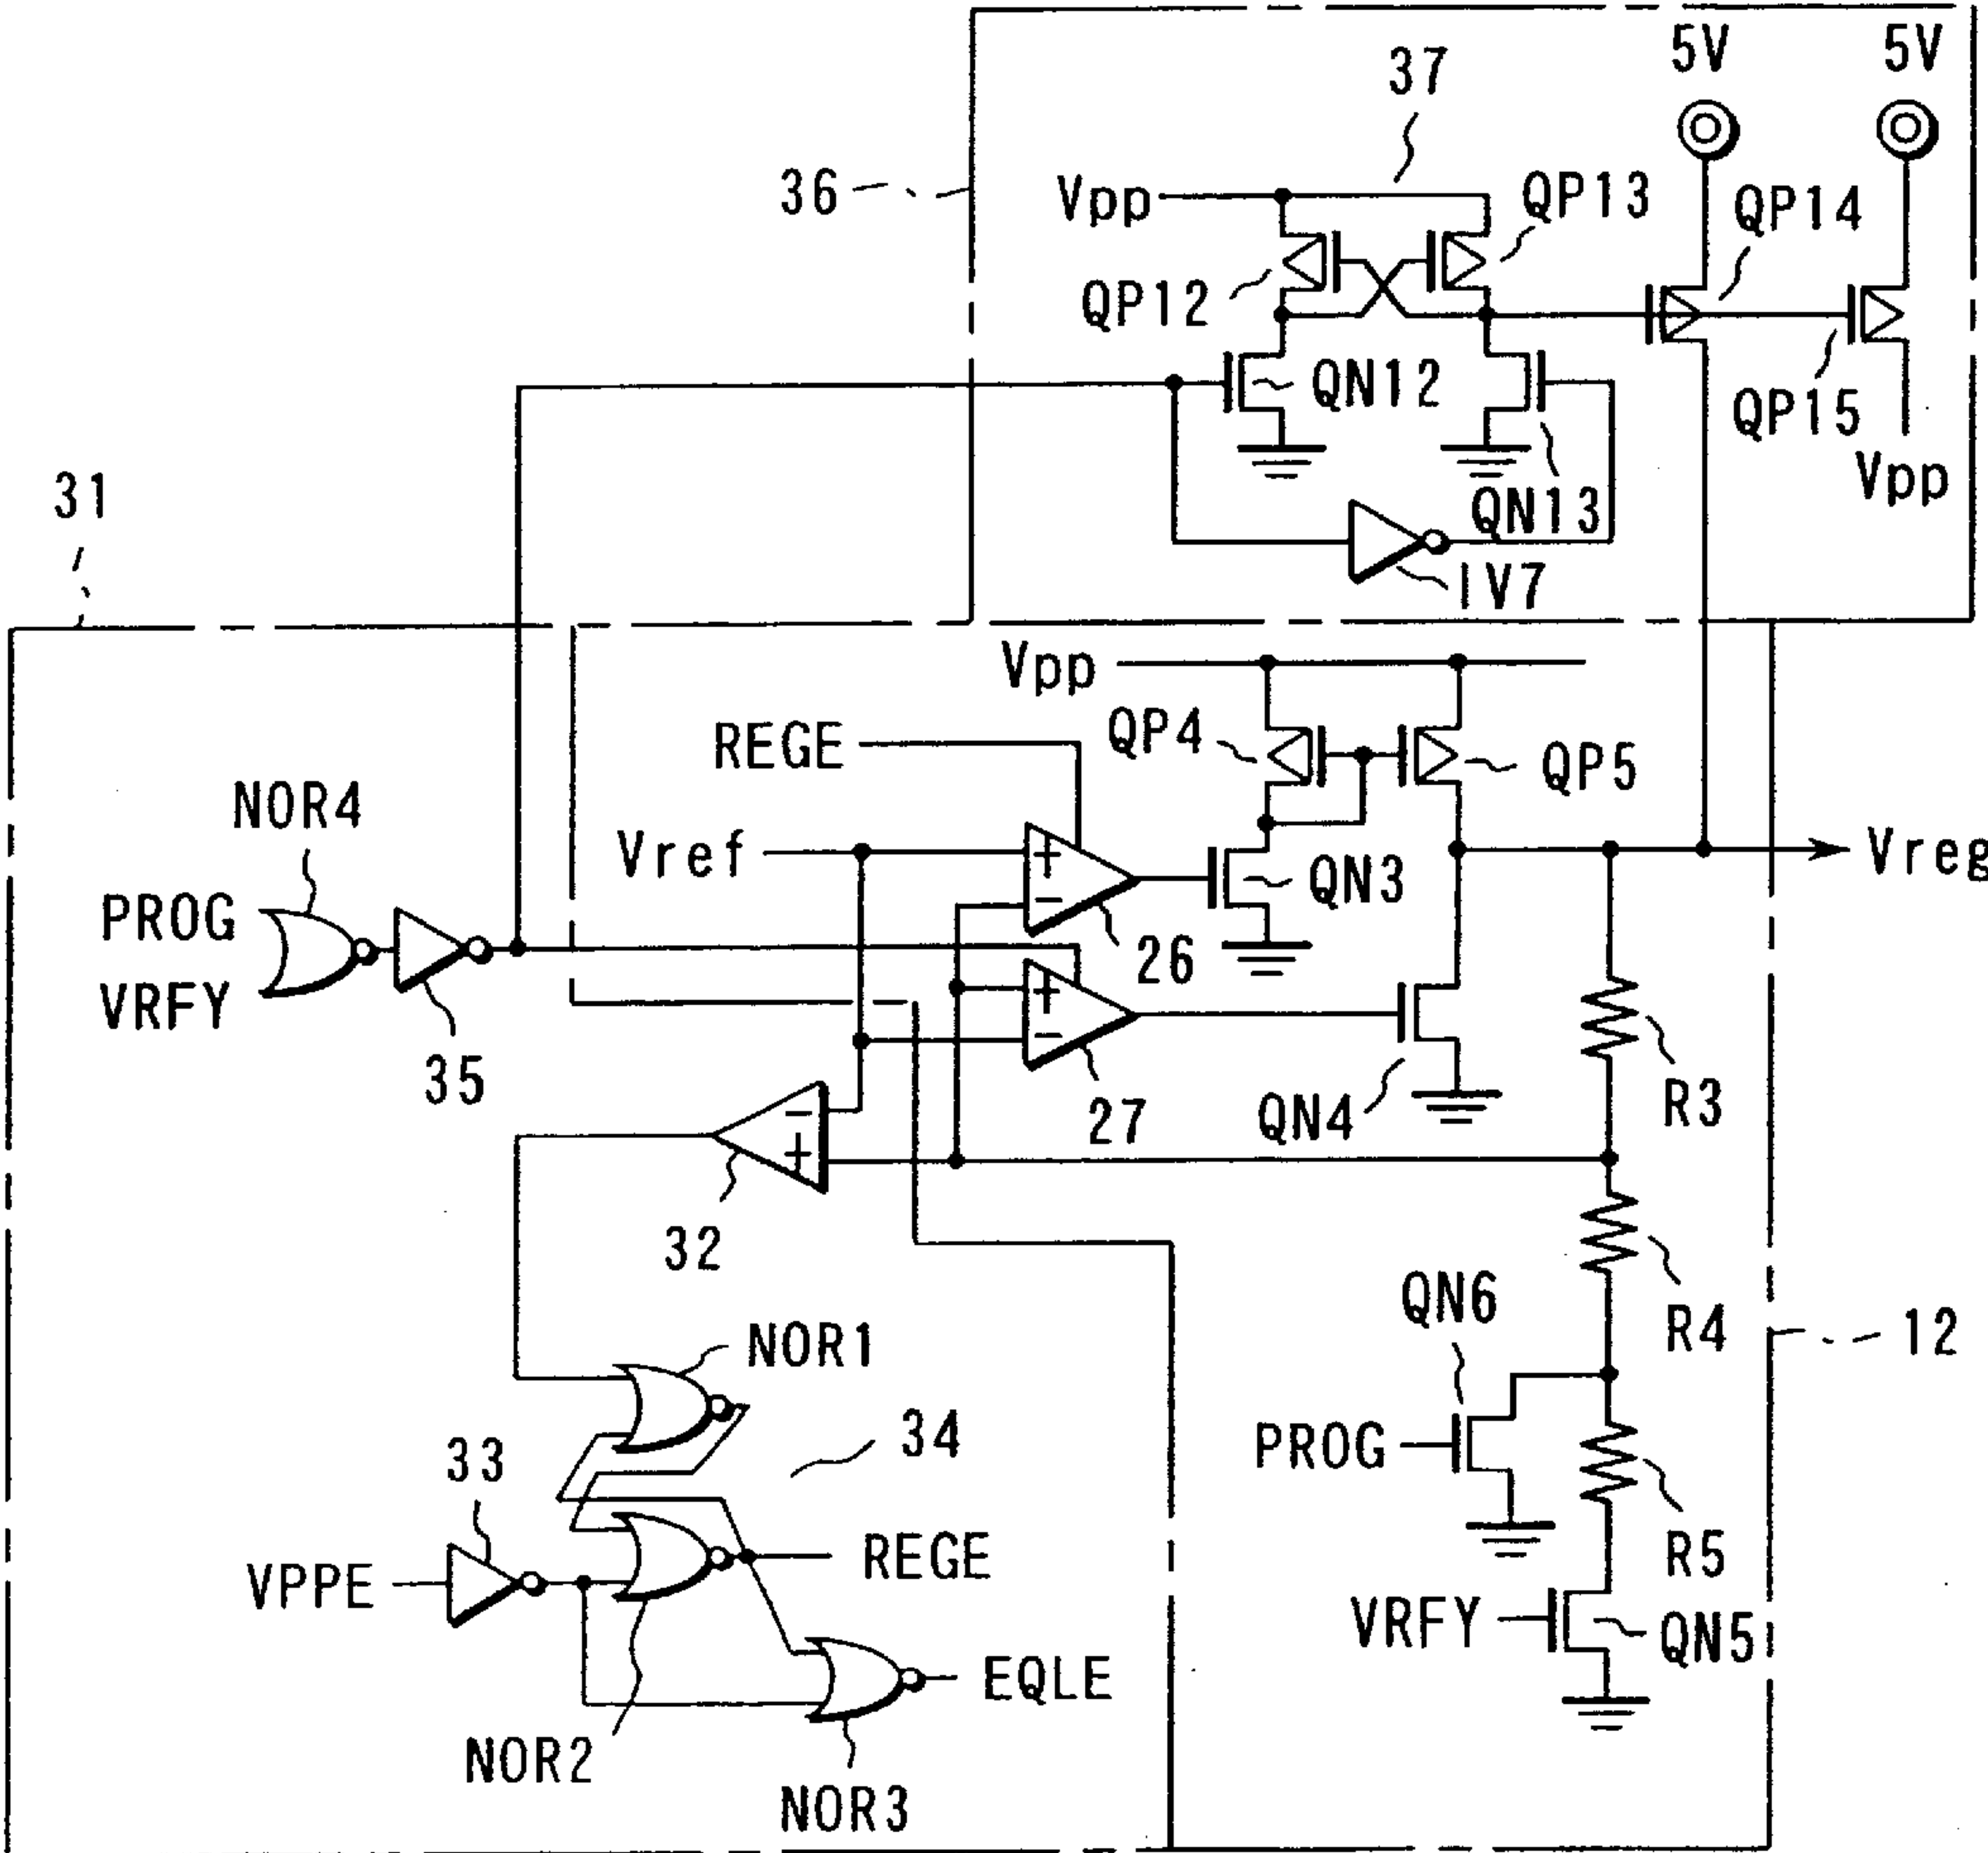 5V
5V
37
36
Vpp
QP13
QP14
QP12
QN12
QP15
Vpp
31
QN13
IV7
Vpp
REGE
QP4
QP5
NOR4
Vref
Vreg
QN3
PROG
26
VRFY
35
27
QN4
R3
32
QN6
NOR1
R4
12
34
33
PROG
REGE
R5
VPPE
VRFY
QN5
EQLE
NOR2
NOR3
+
−
+
−
−
+